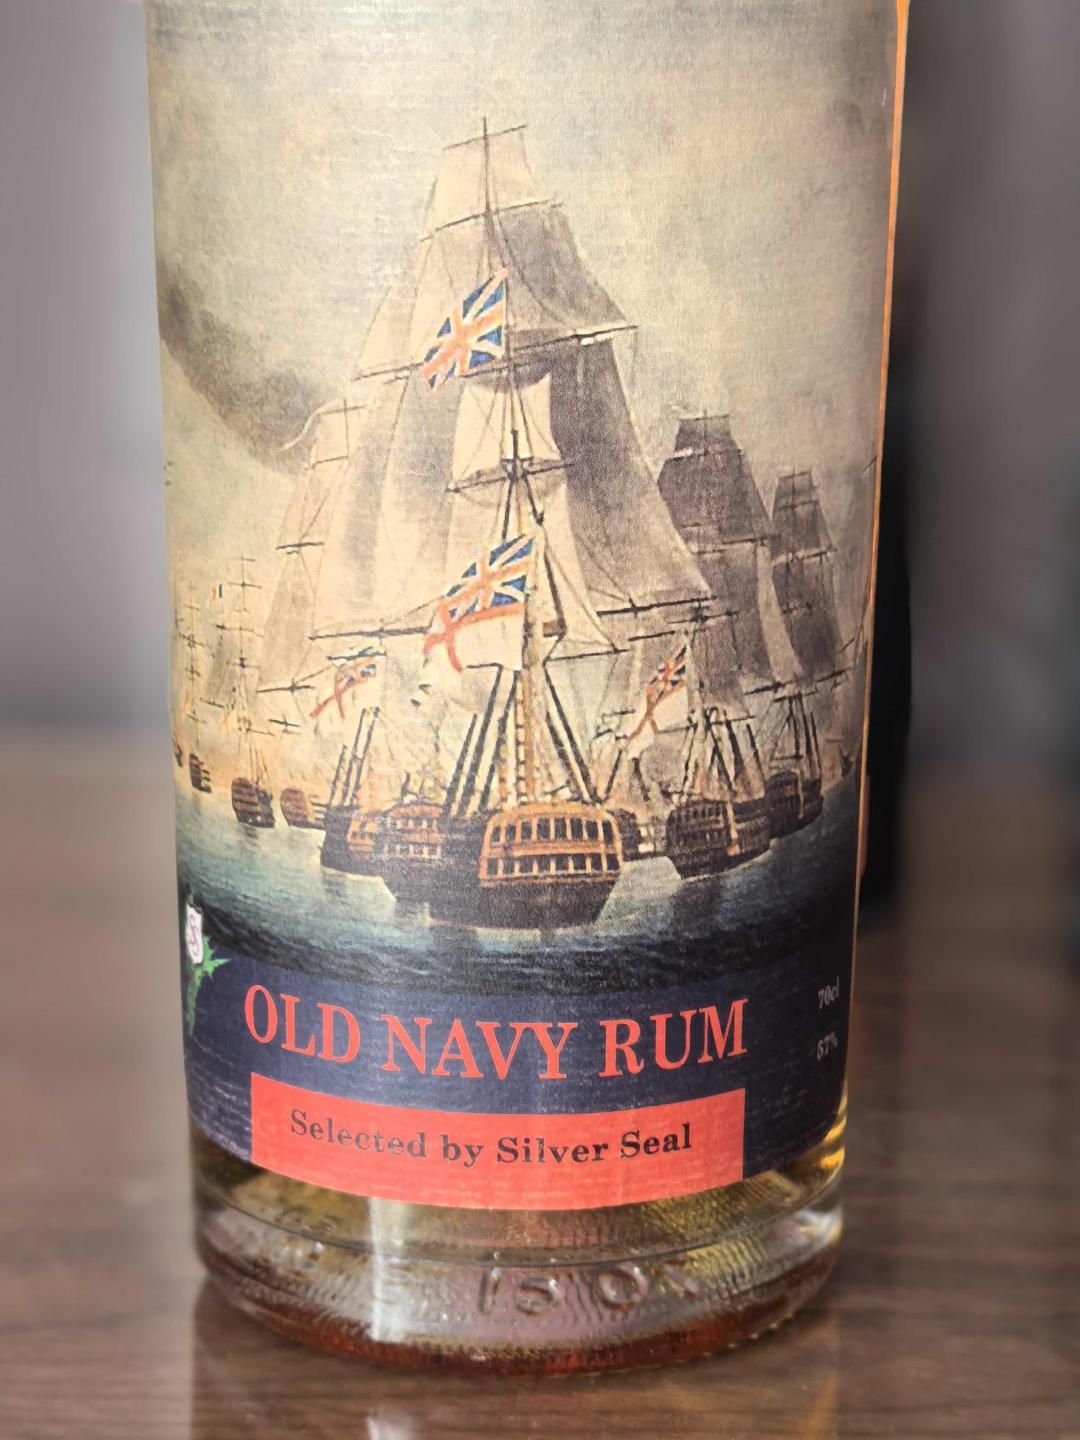 70cl
OLD NAVY RUM
57%
Selected by Silver Seal